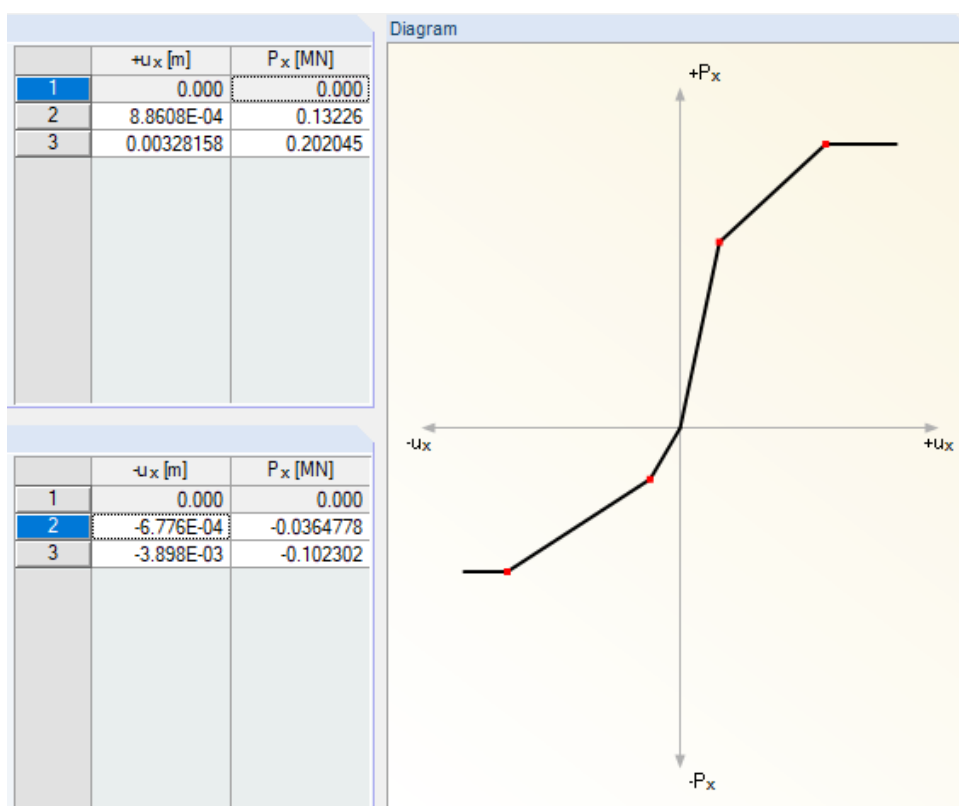 Diagram
+ux [m] Px [MN]
1 0.000 0.000
2 8.8608E-04 0.13226
3 0.00328158 0.202045
-ux [m] Px [MN]
1 0.000 0.000
2 -6.776E-04 -0.0364778
3 -3.898E-03 -0.102302
+Px
-ux
+ux
-Px